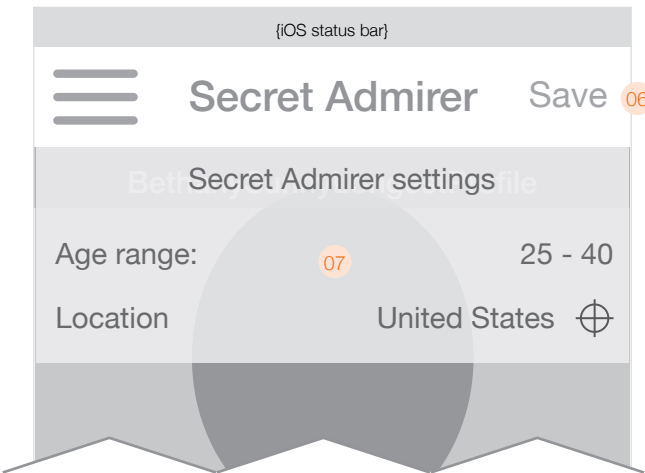 {iOS status bar}
Secret Admirer Save 06
Secret Admirer settings
Age range: 07 25 - 40
Location United States